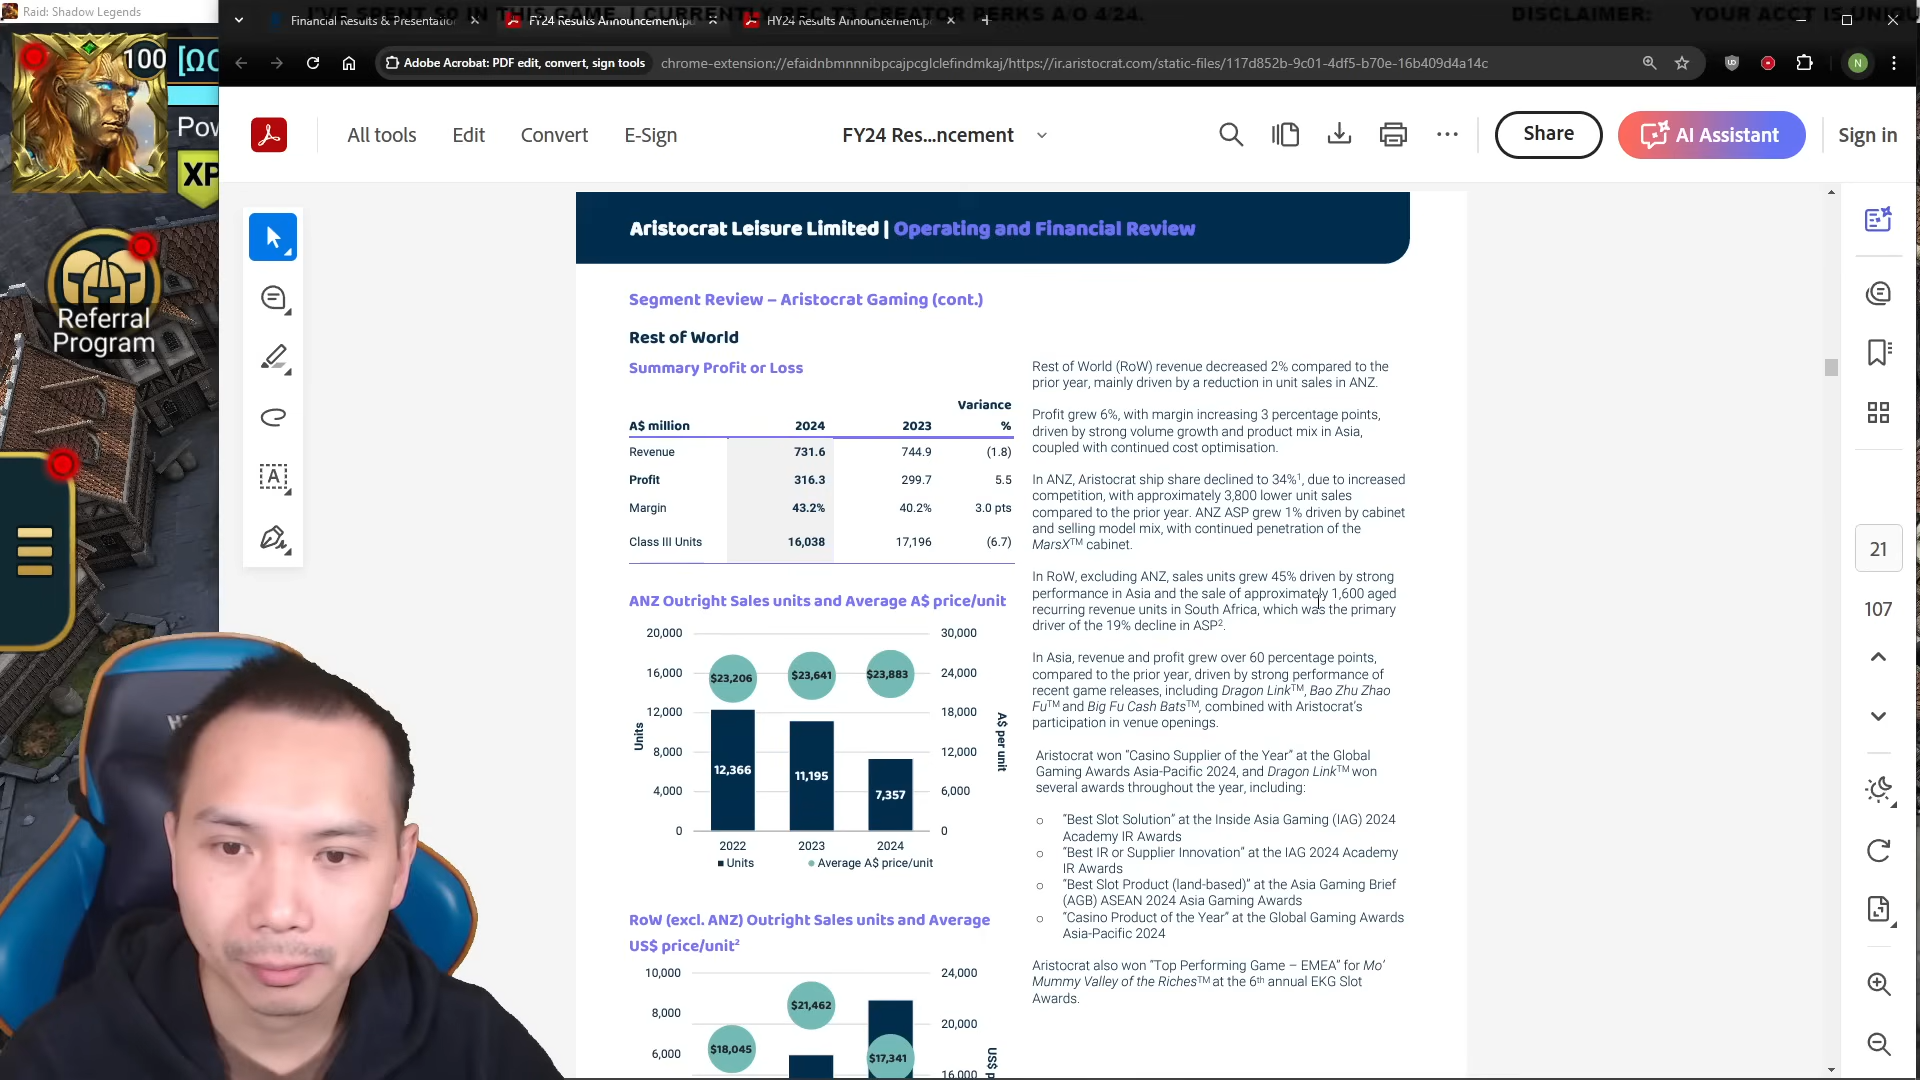 Raid: Shadow Legends
I'VE SPENT $0 IN THIS GAME. I CURRENTLY REC T3 CREATOR PERKS A/O 4/24.
DISCLAIMER: YOUR ACCT IS UNIQU
Financial Results & Presentation
FY24 Results Announcement.p
HY24 Results Announcement.p
Adobe Acrobat: PDF edit, convert, sign tools
chrome-extension://efaidnbmnnnibpcajpcglclefindmkaj/https://ir.aristocrat.com/static-files/117d852b-9c01-4df5-b70e-16b409d4a14c
N
100
[ΩC
Pow
XP
Referral
Program
All tools
Edit
Convert
E-Sign
FY24 Res...ncement
Share
AI Assistant
Sign in
Aristocrat Leisure Limited | Operating and Financial Review
Segment Review – Aristocrat Gaming (cont.)
Rest of World
Summary Profit or Loss
Variance
A$ million 2024 2023 %
Revenue 731.6 744.9 (1.8)
Profit 316.3 299.7 5.5
Margin 43.2% 40.2% 3.0 pts
Class III Units 16,038 17,196 (6.7)
ANZ Outright Sales units and Average A$ price/unit
20,000 30,000
16,000 $23,206 $23,641 $23,883 24,000
12,000 18,000
Units
A$ per unit
8,000 12,000
12,366 11,195 7,357
4,000 6,000
0 0
2022 2023 2024
Units Average A$ price/unit
RoW (excl. ANZ) Outright Sales units and Average
US$ price/unit²
10,000 24,000
$21,462
8,000 20,000
$18,045 $17,341
6,000
16,000
US$ p
Rest of World (RoW) revenue decreased 2% compared to the
prior year, mainly driven by a reduction in unit sales in ANZ.
Profit grew 6%, with margin increasing 3 percentage points,
driven by strong volume growth and product mix in Asia,
coupled with continued cost optimisation.
In ANZ, Aristocrat ship share declined to 34%¹, due to increased
competition, with approximately 3,800 lower unit sales
compared to the prior year. ANZ ASP grew 1% driven by cabinet
and selling model mix, with continued penetration of the
MarsX™ cabinet.
In RoW, excluding ANZ, sales units grew 45% driven by strong
performance in Asia and the sale of approximately 1,600 aged
recurring revenue units in South Africa, which was the primary
driver of the 19% decline in ASP².
In Asia, revenue and profit grew over 60 percentage points,
compared to the prior year, driven by strong performance of
recent game releases, including Dragon Link™, Bao Zhu Zhao
Fu™ and Big Fu Cash Bats™, combined with Aristocrat's
participation in venue openings.
Aristocrat won "Casino Supplier of the Year" at the Global
Gaming Awards Asia-Pacific 2024, and Dragon Link™ won
several awards throughout the year, including:
○ "Best Slot Solution" at the Inside Asia Gaming (IAG) 2024
Academy IR Awards
○ "Best IR or Supplier Innovation" at the IAG 2024 Academy
IR Awards
○ "Best Slot Product (land-based)" at the Asia Gaming Brief
(AGB) ASEAN 2024 Asia Gaming Awards
○ "Casino Product of the Year" at the Global Gaming Awards
Asia-Pacific 2024
Aristocrat also won "Top Performing Game – EMEA" for Mo'
Mummy Valley of the Riches™ at the 6th annual EKG Slot
Awards.
21
107